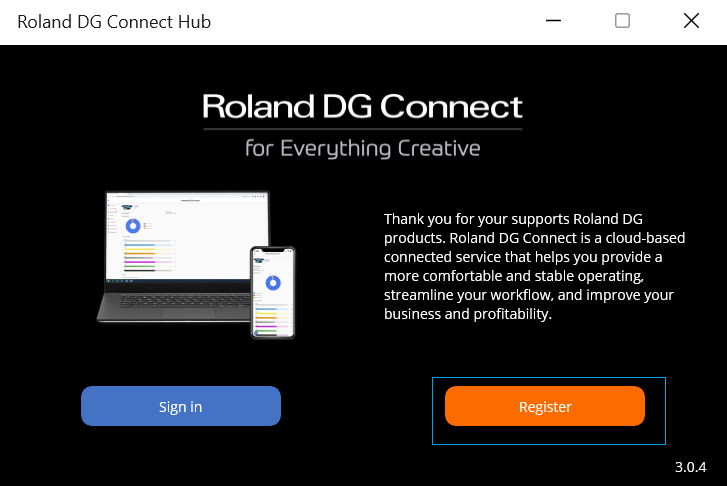 Roland DG Connect Hub
Roland DG Connect
for Everything Creative
Thank you for your supports Roland DG
products. Roland DG Connect is a cloud-based
connected service that helps you provide a
more comfortable and stable operating,
streamline your workflow, and improve your
business and profitability.
Sign in
Register
3.0.4